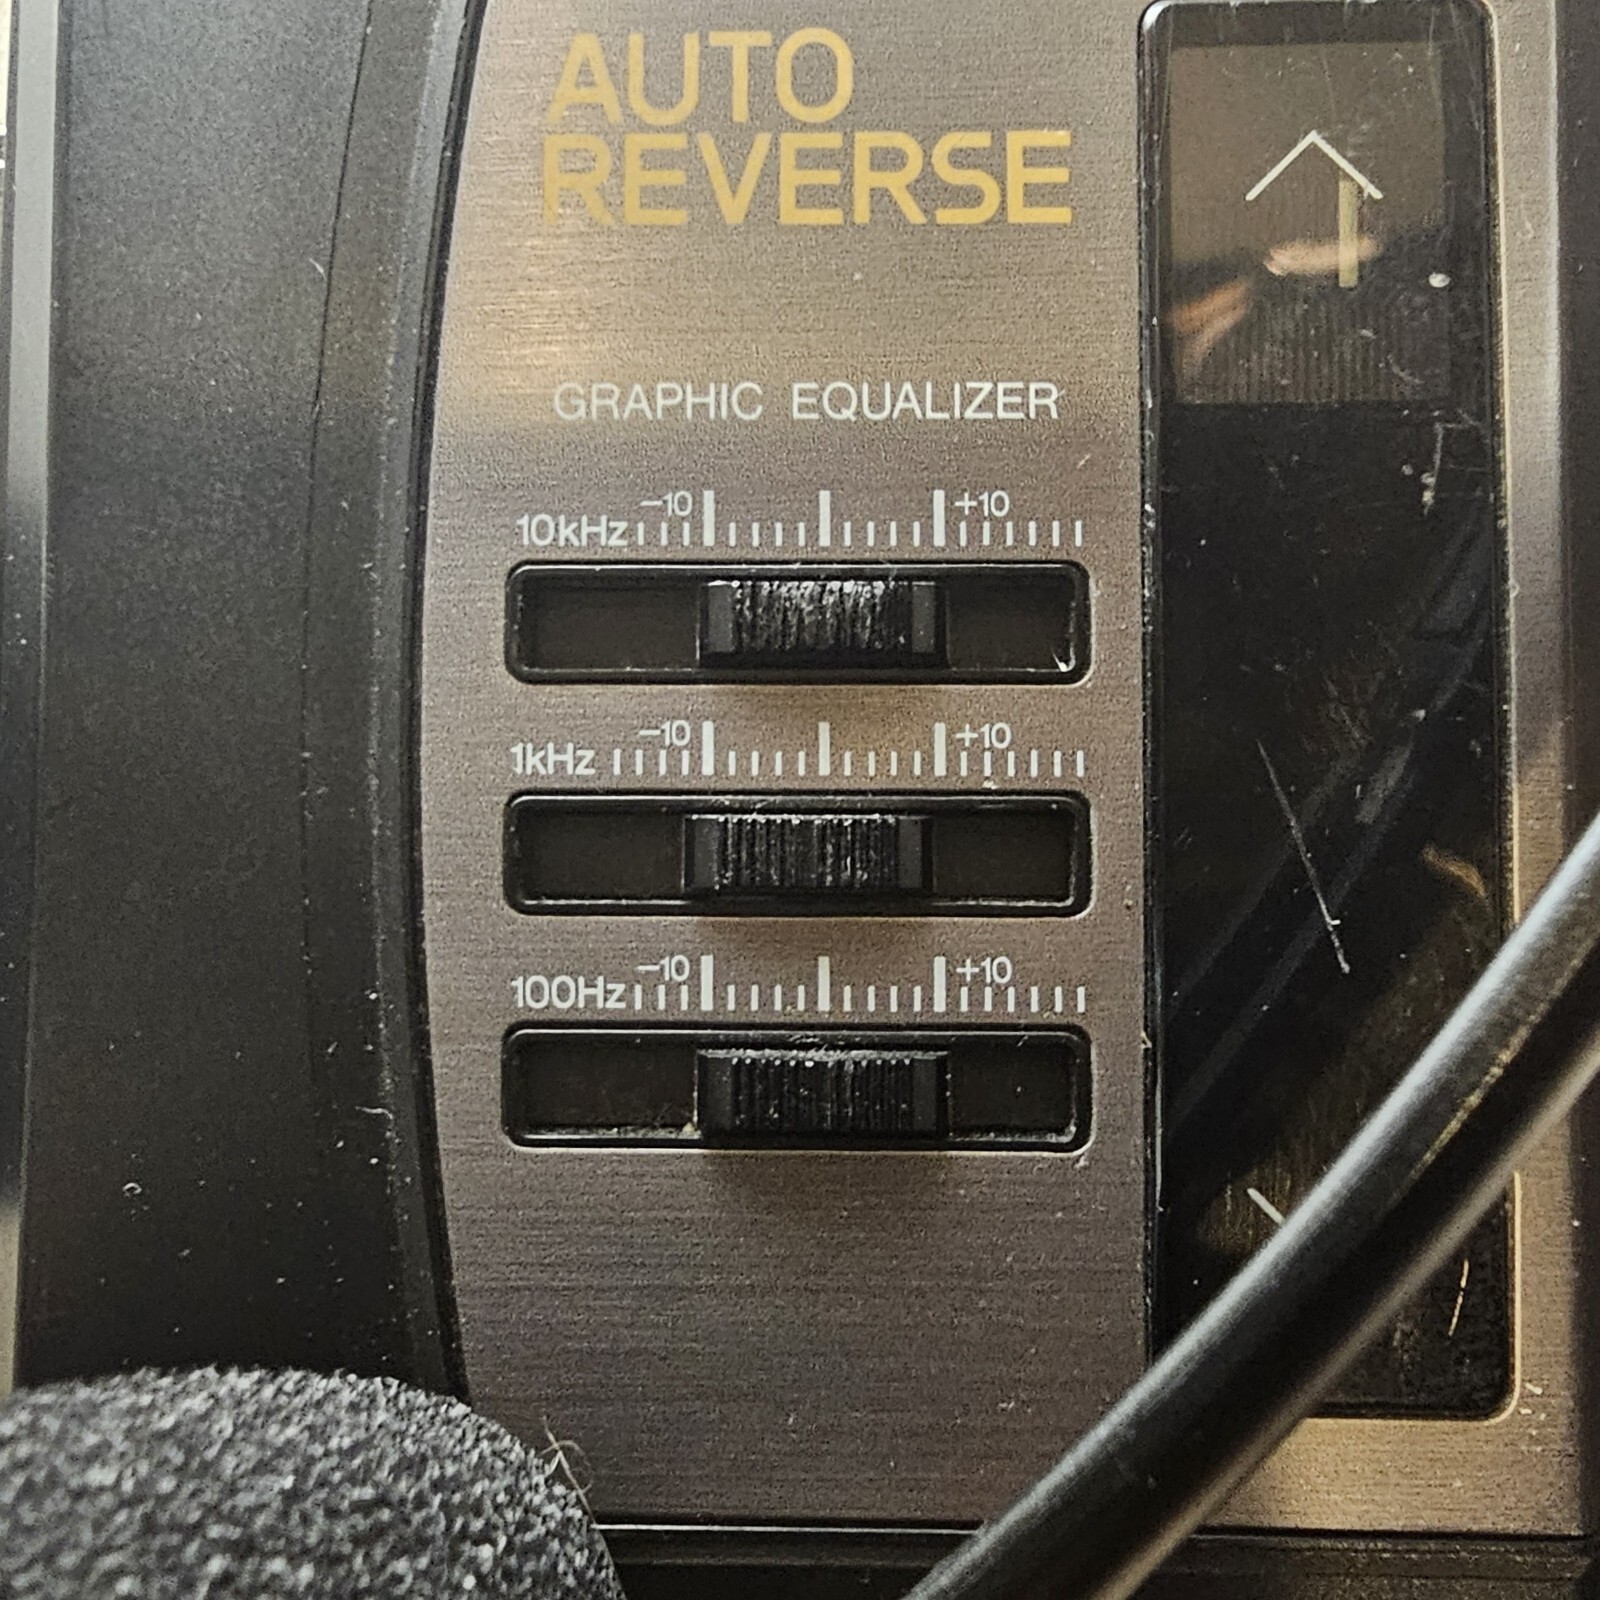 AUTO
REVERSE
GRAPHIC EQUALIZER
10kHz -10 +10
1kHz -10 +10
100Hz -10 +10